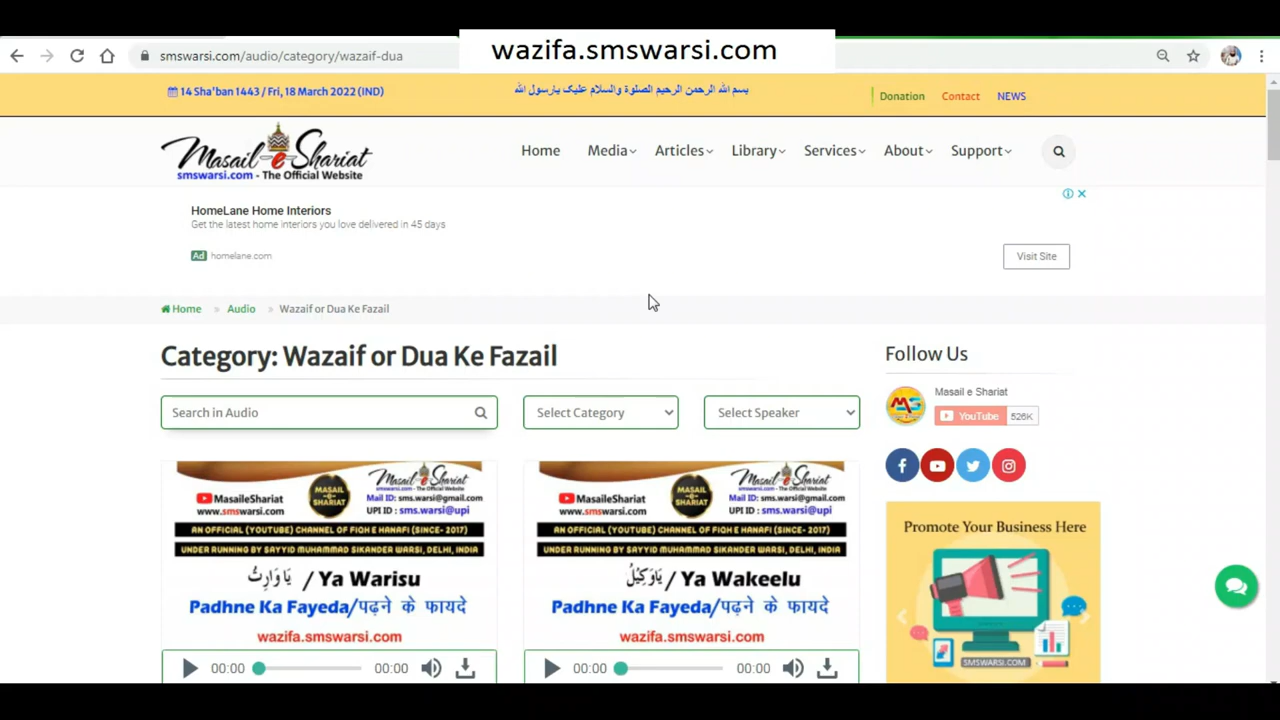 wazifa.smswarsi.com
smswarsi.com/audio/category/wazaif-dua
14 Sha'ban 1443 / Fri, 18 March 2022 (IND)
بسم الله الرحمن الرحيم الصلوة والسلام عليک يارسول الله
Donation Contact NEWS
Masail e Shariat
smswarsi.com - The Official Website
Home Media Articles Library Services About Support
HomeLane Home Interiors
Get the latest home interiors you love delivered in 45 days
Ad homelane.com
Visit Site
Home » Audio » Wazaif or Dua Ke Fazail
Category: Wazaif or Dua Ke Fazail
Search in Audio
Select Category
Select Speaker
Masail e Shariat
MasaileShariat
www.smswarsi.com
MASAIL e SHARIAT
Mail ID: sms.warsi@gmail.com
UPI ID : sms.warsi@upi
AN OFFICIAL (YOUTUBE) CHANNEL OF FIQH E HANAFI (SINCE- 2017)
UNDER RUNNING BY SAYYID MUHAMMAD SIKANDER WARSI, DELHI, INDIA
يَا وَارِثُ / Ya Warisu
Padhne Ka Fayeda/पढ़ने के फायदे
wazifa.smswarsi.com
00:00 00:00
Masail e Shariat
MasaileShariat
www.smswarsi.com
MASAIL e SHARIAT
Mail ID: sms.warsi@gmail.com
UPI ID : sms.warsi@upi
AN OFFICIAL (YOUTUBE) CHANNEL OF FIQH E HANAFI (SINCE- 2017)
UNDER RUNNING BY SAYYID MUHAMMAD SIKANDER WARSI, DELHI, INDIA
يَاوَكِيْلُ / Ya Wakeelu
Padhne Ka Fayeda/पढ़ने के फायदे
wazifa.smswarsi.com
00:00 00:00
Follow Us
Masail e Shariat
YouTube 526K
Promote Your Business Here
SMSWARSI.COM